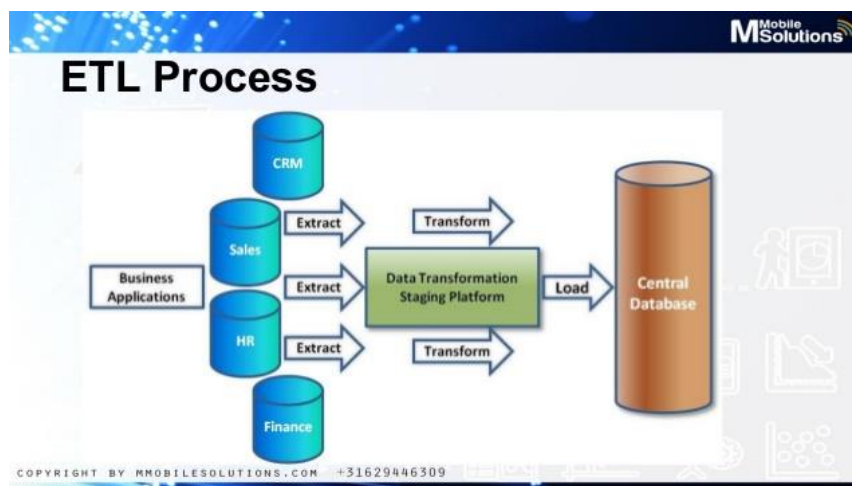 MMobile
Solutions
ETL Process
CRM
Extract
Transform
Sales
Business
Applications
Extract
Data Transformation
Staging Platform
Load
Central
Database
HR
Extract
Transform
Finance
COPYRIGHT BY MMOBILESOLUTIONS.COM +31629446309